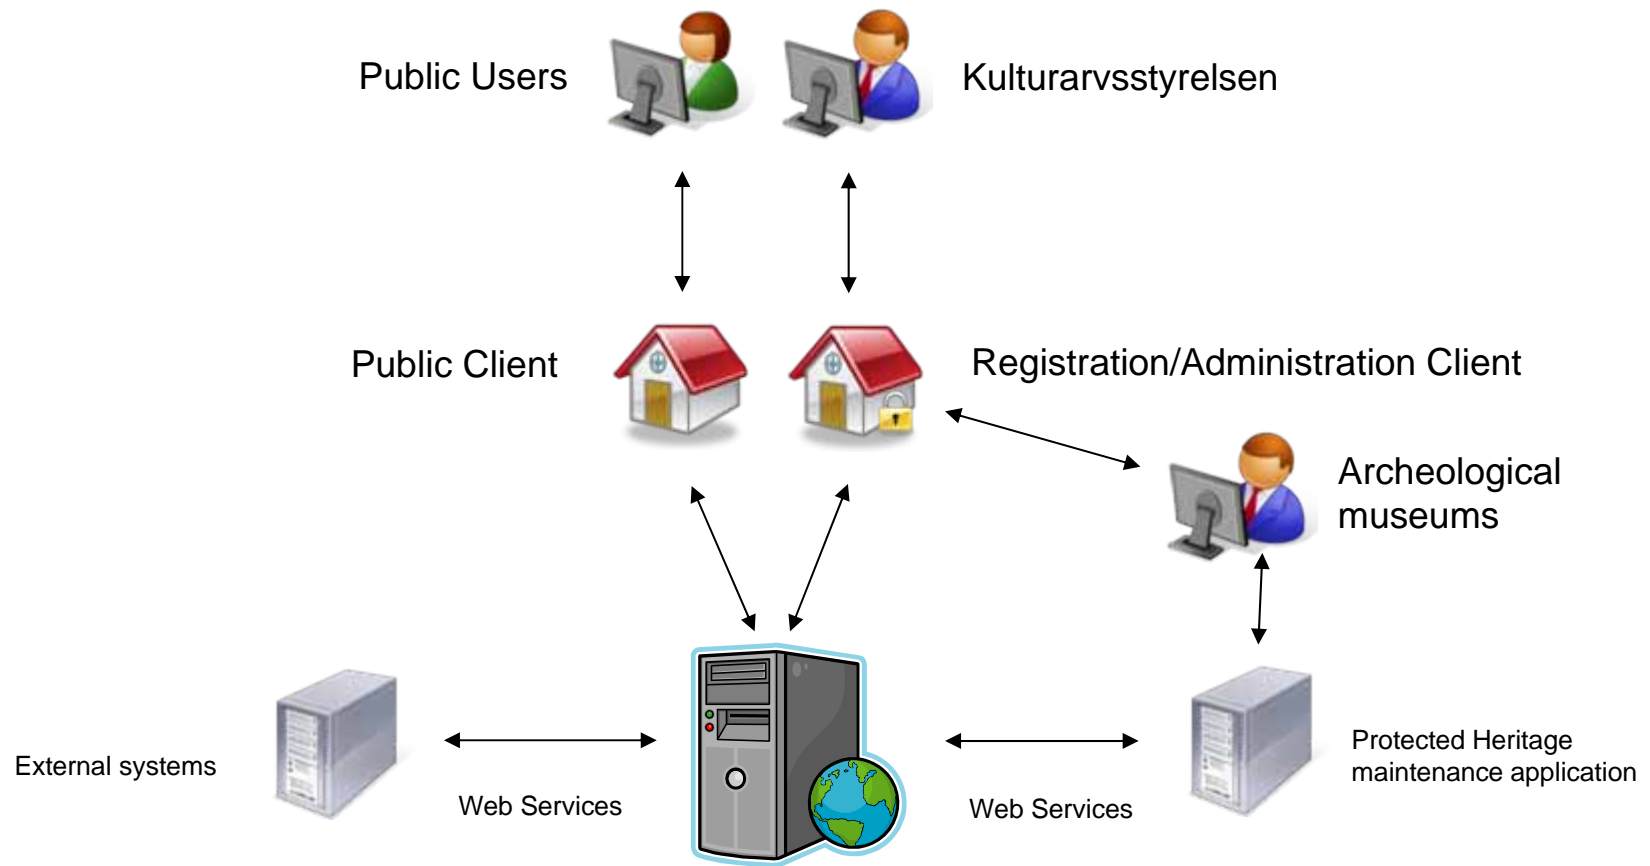 Public Users
Kulturarvsstyrelsen
Public Client
Registration/Administration Client
Archeological
museums
External systems
Web Services
Web Services
Protected Heritage
maintenance application